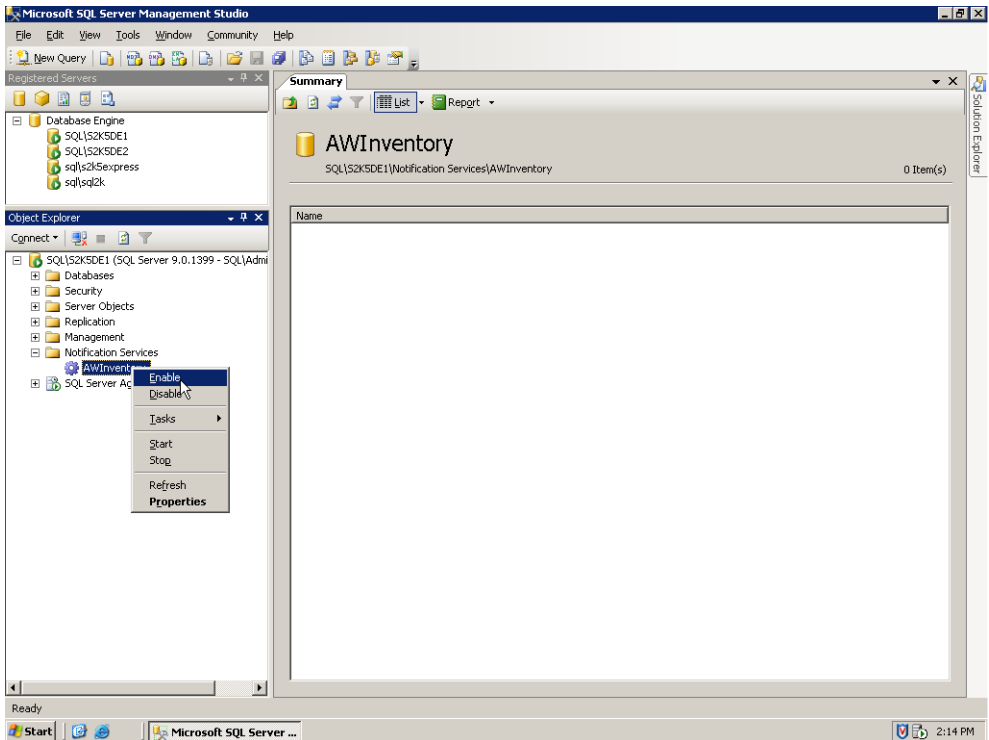 Microsoft SQL Server Management Studio
File Edit View Tools Window Community Help
New Query
Registered Servers
Database Engine
SQL\S2K5DE1
SQL\S2K5DE2
sql\s2k5express
sql\sql2k
Object Explorer
Connect
SQL\S2K5DE1 (SQL Server 9.0.1399 - SQL\Admi
Databases
Security
Server Objects
Replication
Management
Notification Services
AWInvent
SQL Server Ag
Enable
Disable
Tasks
Start
Stop
Refresh
Properties
Summary
List Report
AWInventory
SQL\S2K5DE1\Notification Services\AWInventory 0 Item(s)
Name
Solution Explorer
Ready
Start Microsoft SQL Server ... 2:14 PM